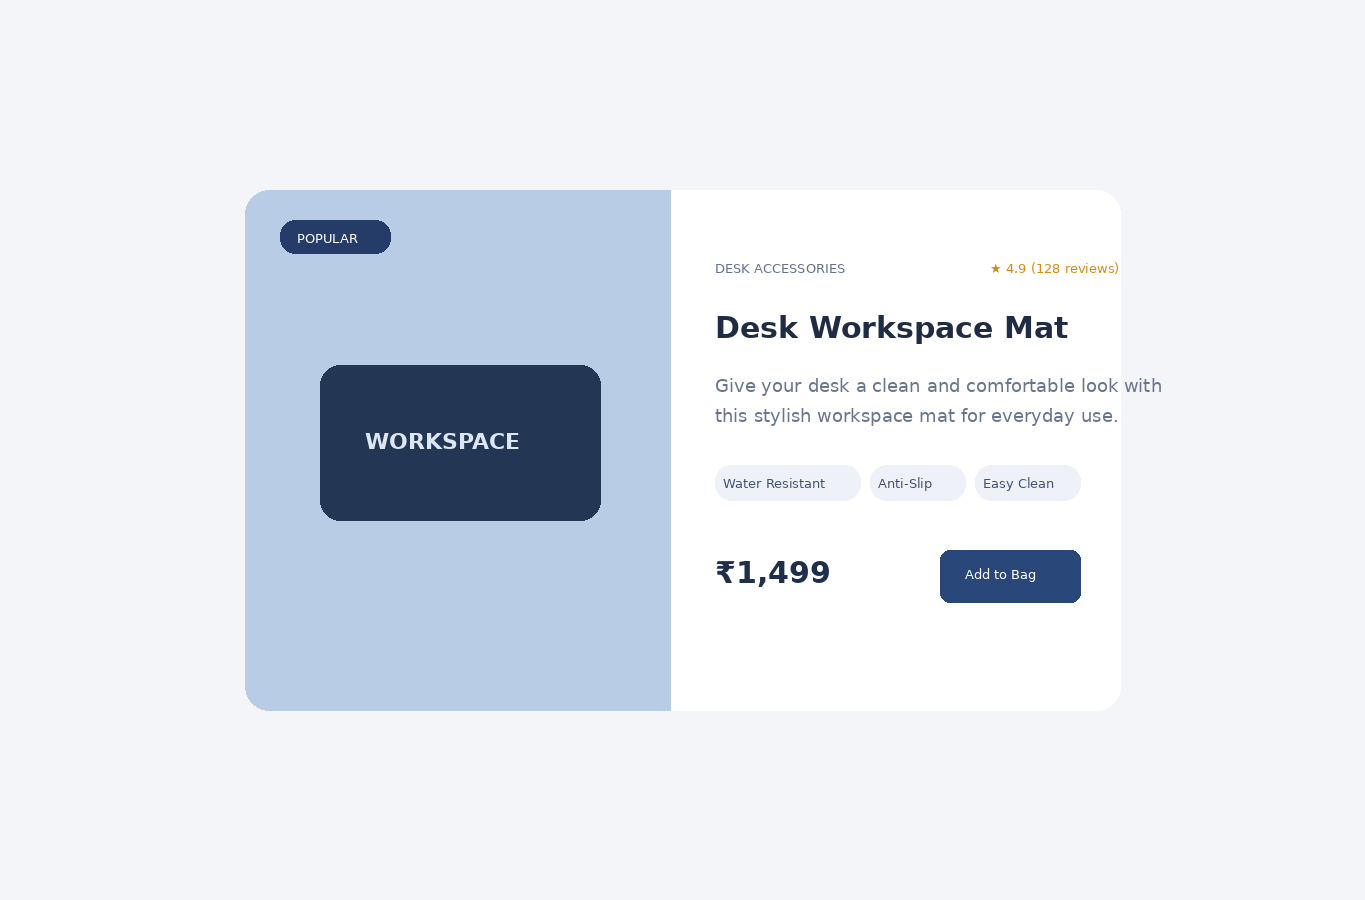 POPULAR
WORKSPACE
DESK ACCESSORIES
★ 4.9 (128 reviews)
Desk Workspace Mat
Give your desk a clean and comfortable look with
this stylish workspace mat for everyday use.
Water Resistant
Anti-Slip
Easy Clean
₹1,499
Add to Bag